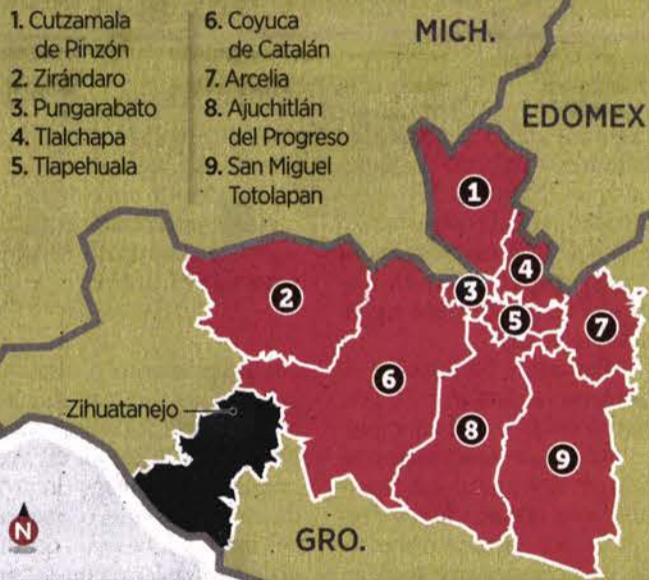 1. Cutzamala
de Pinzón
2. Zirándaro
3. Pungarabato
4. Tlalchapa
5. Tlapehuala
6. Coyuca
de Catalán
7. Arcelia
8. Ajuchitlán
del Progreso
9. San Miguel
Totolapan
MICH.
EDOMEX
1
4
3
2
5
7
6
Zihuatanejo
8
9
N
GRO.